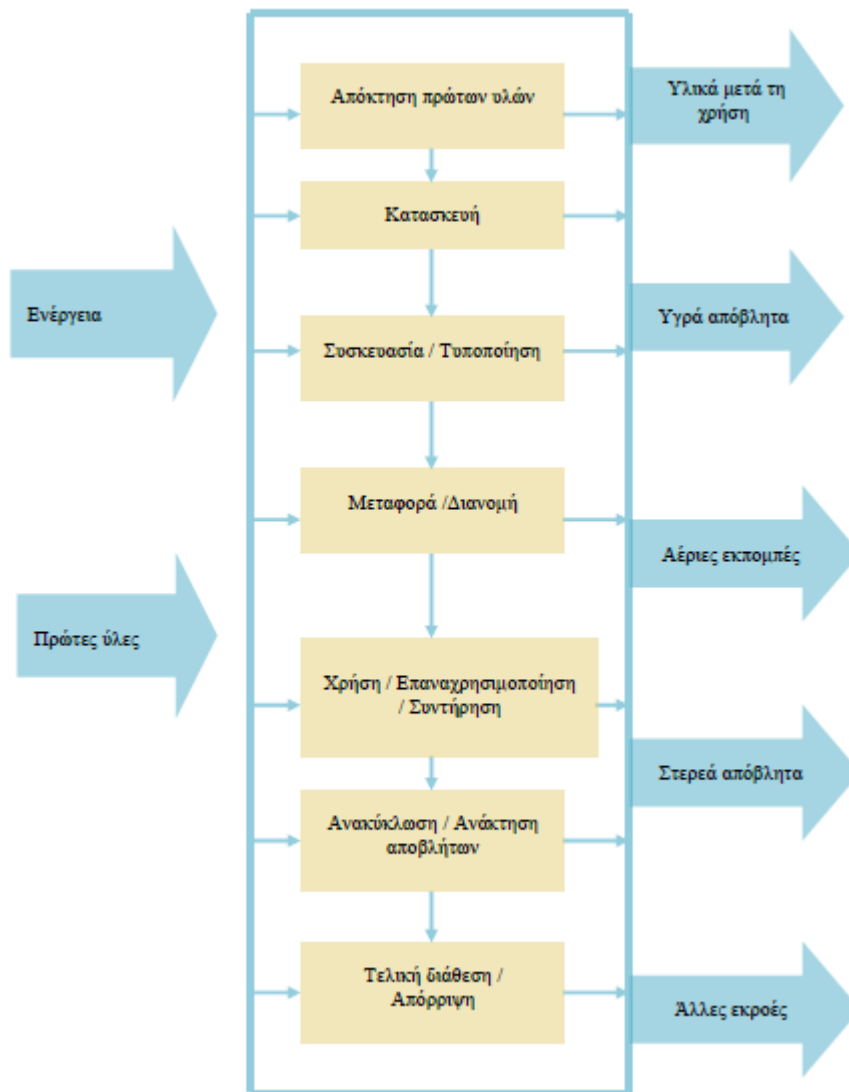 Απόκτηση πρώτων υλών
Κατασκευή
Συσκευασία / Τυποποίηση
Μεταφορά /Διανομή
Χρήση / Επαναχρησιμοποίηση
/ Συντήρηση
Ανακύκλωση / Ανάκτηση
αποβλήτων
Τελική διάθεση /
Απόρριψη
Ενέργεια
Πρώτες ύλες
Υλικά μετά τη
χρήση
Υγρά απόβλητα
Αέριες εκπομπές
Στερεά απόβλητα
Άλλες εκροές